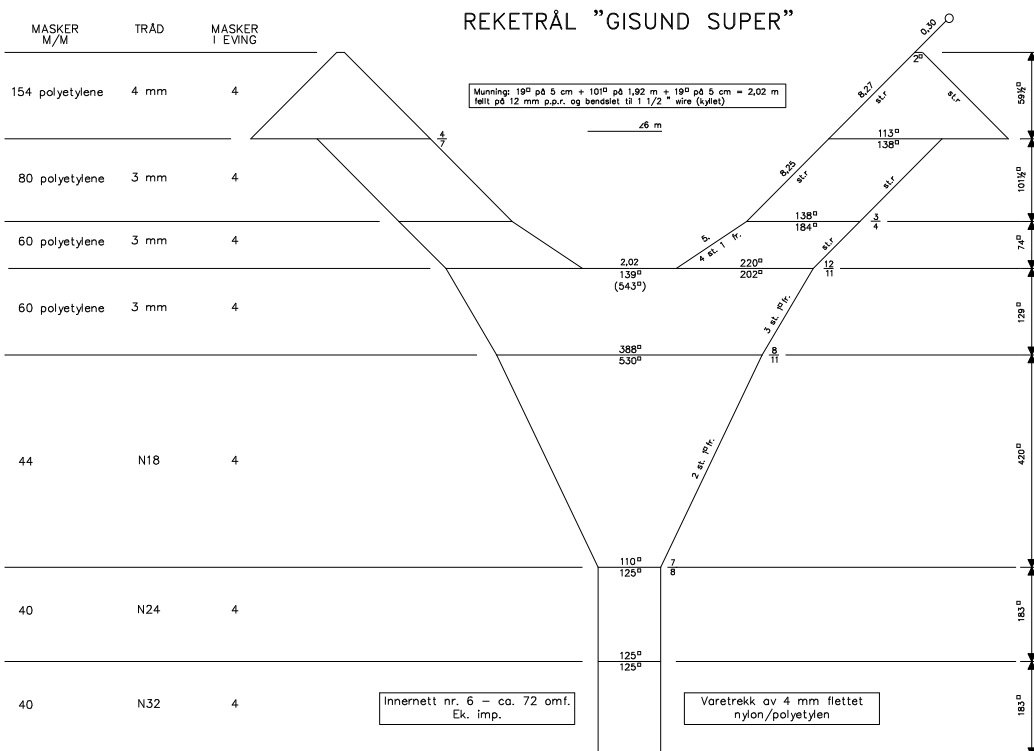 REKETRÅL "GISUND SUPER"
MASKER M/M
TRÅD
MASKER I EVING
154 polyetylene 4 mm 4
80 polyetylene 3 mm 4
60 polyetylene 3 mm 4
60 polyetylene 3 mm 4
44 N18 4
40 N24 4
40 N32 4
Munning: 19¤ på 5 cm + 101¤ på 1,92 m + 19¤ på 5 cm = 2,02 m
fellt på 12 mm p.p.r. og bendslet til 1 1/2 " wire (kyllet)
26 m
0,30
2¤
8,27
st.r
st.r
59½¤
4
7
113¤
138¤
8,25
st.r
st.r
101½¤
138¤
184¤
3
4
5,
4 st. 1 fr.
st.r
74¤
2,02
139¤
(543¤)
220¤
202¤
12
11
3 st. 1¤fr.
129¤
388¤
530¤
8
11
2 st. 1¤fr.
420¤
110¤
125¤
7
8
183¤
125¤
125¤
183¤
Innernett nr. 6 – ca. 72 omf.
Ek. imp.
Varetrekk av 4 mm flettet
nylon/polyetylen